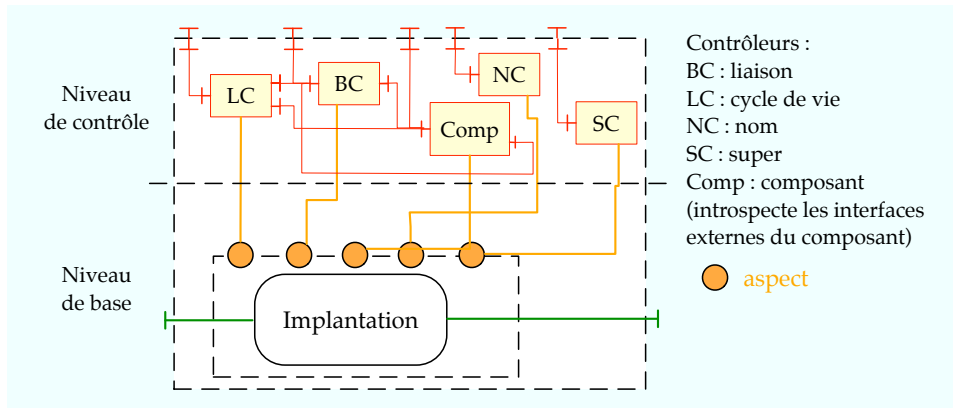 Niveau
de contrôle
LC
BC
NC
Comp
SC
Contrôleurs :
BC : liaison
LC : cycle de vie
NC : nom
SC : super
Comp : composant
(introspecte les interfaces
externes du composant)
aspect
Niveau
de base
Implantation